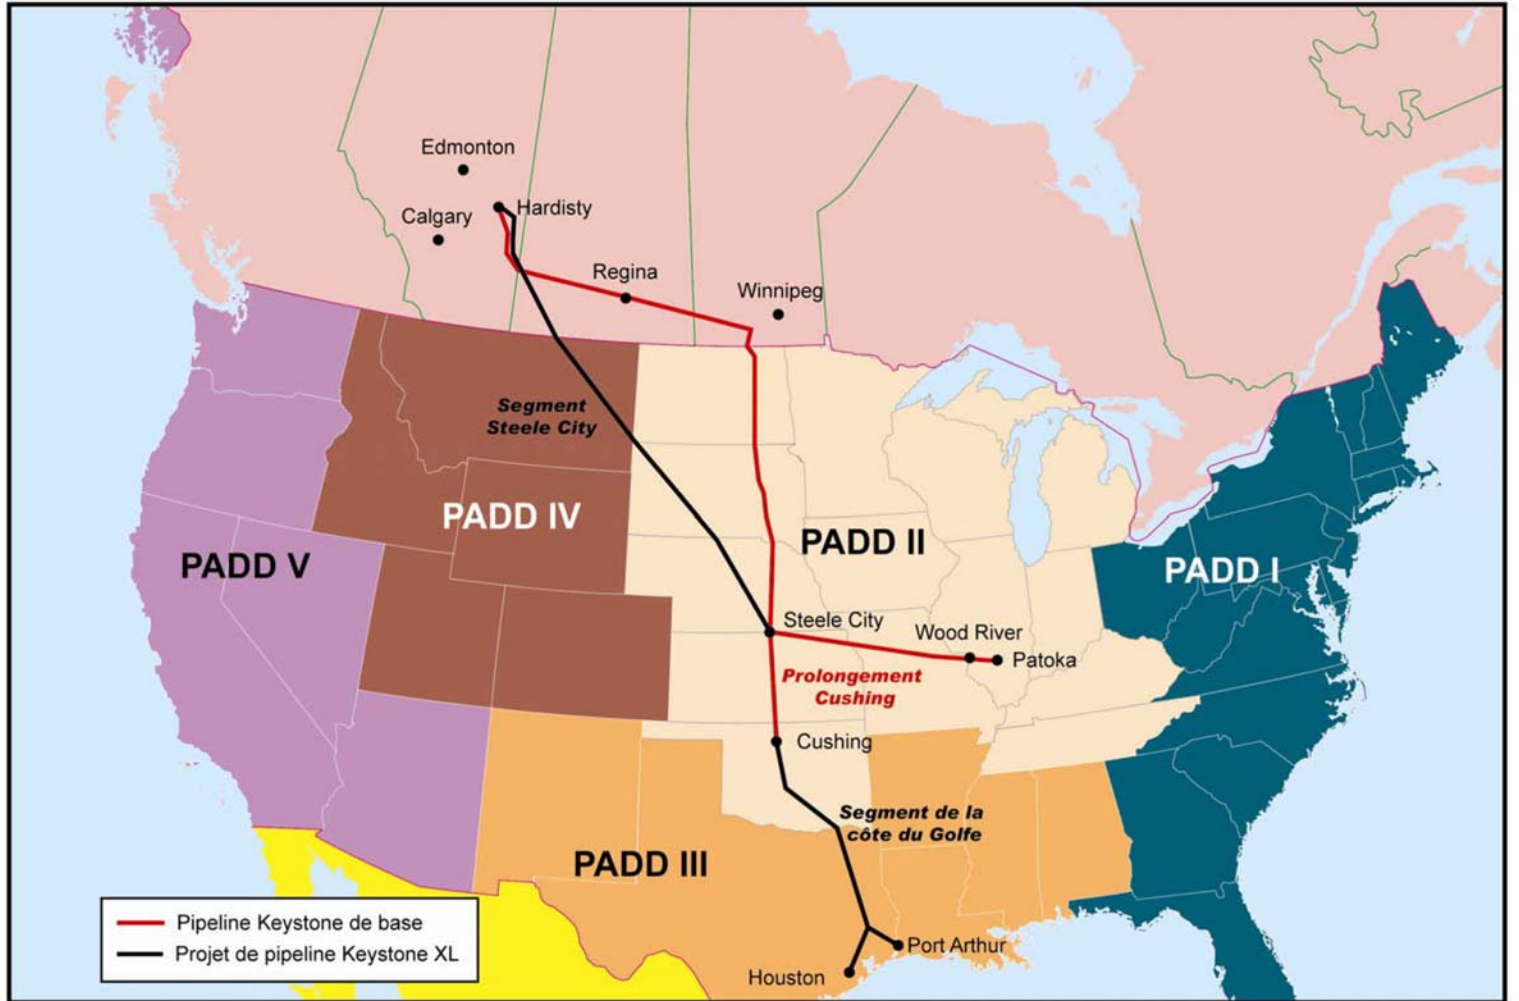 Edmonton
Hardisty
Calgary
Regina
Winnipeg
Segment
Steele City
PADD IV
PADD II
PADD V
PADD I
Steele City
Wood River
Patoka
Prolongement
Cushing
Cushing
Segment de la
côte du Golfe
PADD III
Pipeline Keystone de base
Projet de pipeline Keystone XL
Port Arthur
Houston